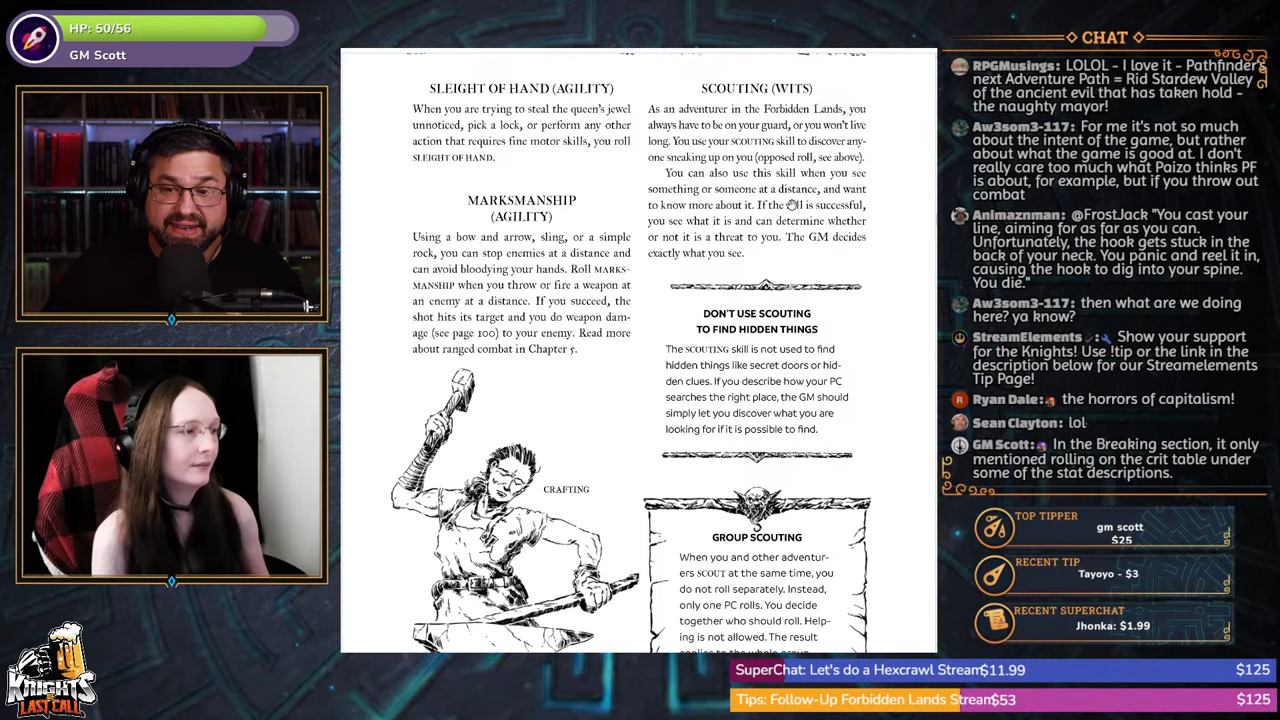 HP: 50/56
GM Scott
SLEIGHT OF HAND (AGILITY)
When you are trying to steal the queen's jewel
unnoticed, pick a lock, or perform any other
action that requires fine motor skills, you roll
SLEIGHT OF HAND.
MARKSMANSHIP
(AGILITY)
Using a bow and arrow, sling, or a simple
rock, you can stop enemies at a distance and
can avoid bloodying your hands. Roll MARKS-
MANSHIP when you throw or fire a weapon at
an enemy at a distance. If you succeed, the
shot hits its target and you do weapon dam-
age (see page 100) to your enemy. Read more
about ranged combat in Chapter 5.
CRAFTING
SCOUTING (WITS)
As an adventurer in the Forbidden Lands, you
always have to be on your guard, or you won't live
long. You use your SCOUTING skill to discover any-
one sneaking up on you (opposed roll, see above).
You can also use this skill when you see
something or someone at a distance, and want
to know more about it. If the is successful,
you see what it is and can determine whether
or not it is a threat to you. The GM decides
exactly what you see.
DON'T USE SCOUTING
TO FIND HIDDEN THINGS
The SCOUTING skill is not used to find
hidden things like secret doors or hid-
den clues. If you describe how your PC
searches the right place, the GM should
simply let you discover what you are
looking for if it is possible to find.
GROUP SCOUTING
When you and other adventur-
ers SCOUT at the same time, you
do not roll separately. Instead,
only one PC rolls. You decide
together who should roll. Help-
ing is not allowed. The result
applies to the whole group
CHAT
RPGMusings: LOLOL - I love it - Pathfinder's
next Adventure Path = Rid Stardew Valley
of the ancient evil that has taken hold -
the naughty mayor!
Aw3som3-117: For me it's not so much
about the intent of the game, but rather
about what the game is good at. I don't
really care too much what Paizo thinks PF
is about, for example, but if you throw out
combat
Animaznman: @FrostJack "You cast your
line, aiming for as far as you can.
Unfortunately, the hook gets stuck in the
back of your neck. You panic and reel it in,
causing the hook to dig into your spine.
You die."
Aw3som3-117: then what are we doing
here? ya know?
StreamElements: Show your support
for the Knights! Use !tip or the link in the
description below for our Streamelements
Tip Page!
R Ryan Dale: the horrors of capitalism!
Sean Clayton: lol
GM Scott: In the Breaking section, it only
mentioned rolling on the crit table under
some of the stat descriptions.
TOP TIPPER
gm scott
$25
RECENT TIP
Tayoyo - $3
RECENT SUPERCHAT
Jhonka: $1.99
SuperChat: Let's do a Hexcrawl Stream $11.99 $125
Tips: Follow-Up Forbidden Lands Stream $53 $125
KNIGHTS
OF
LAST CALL